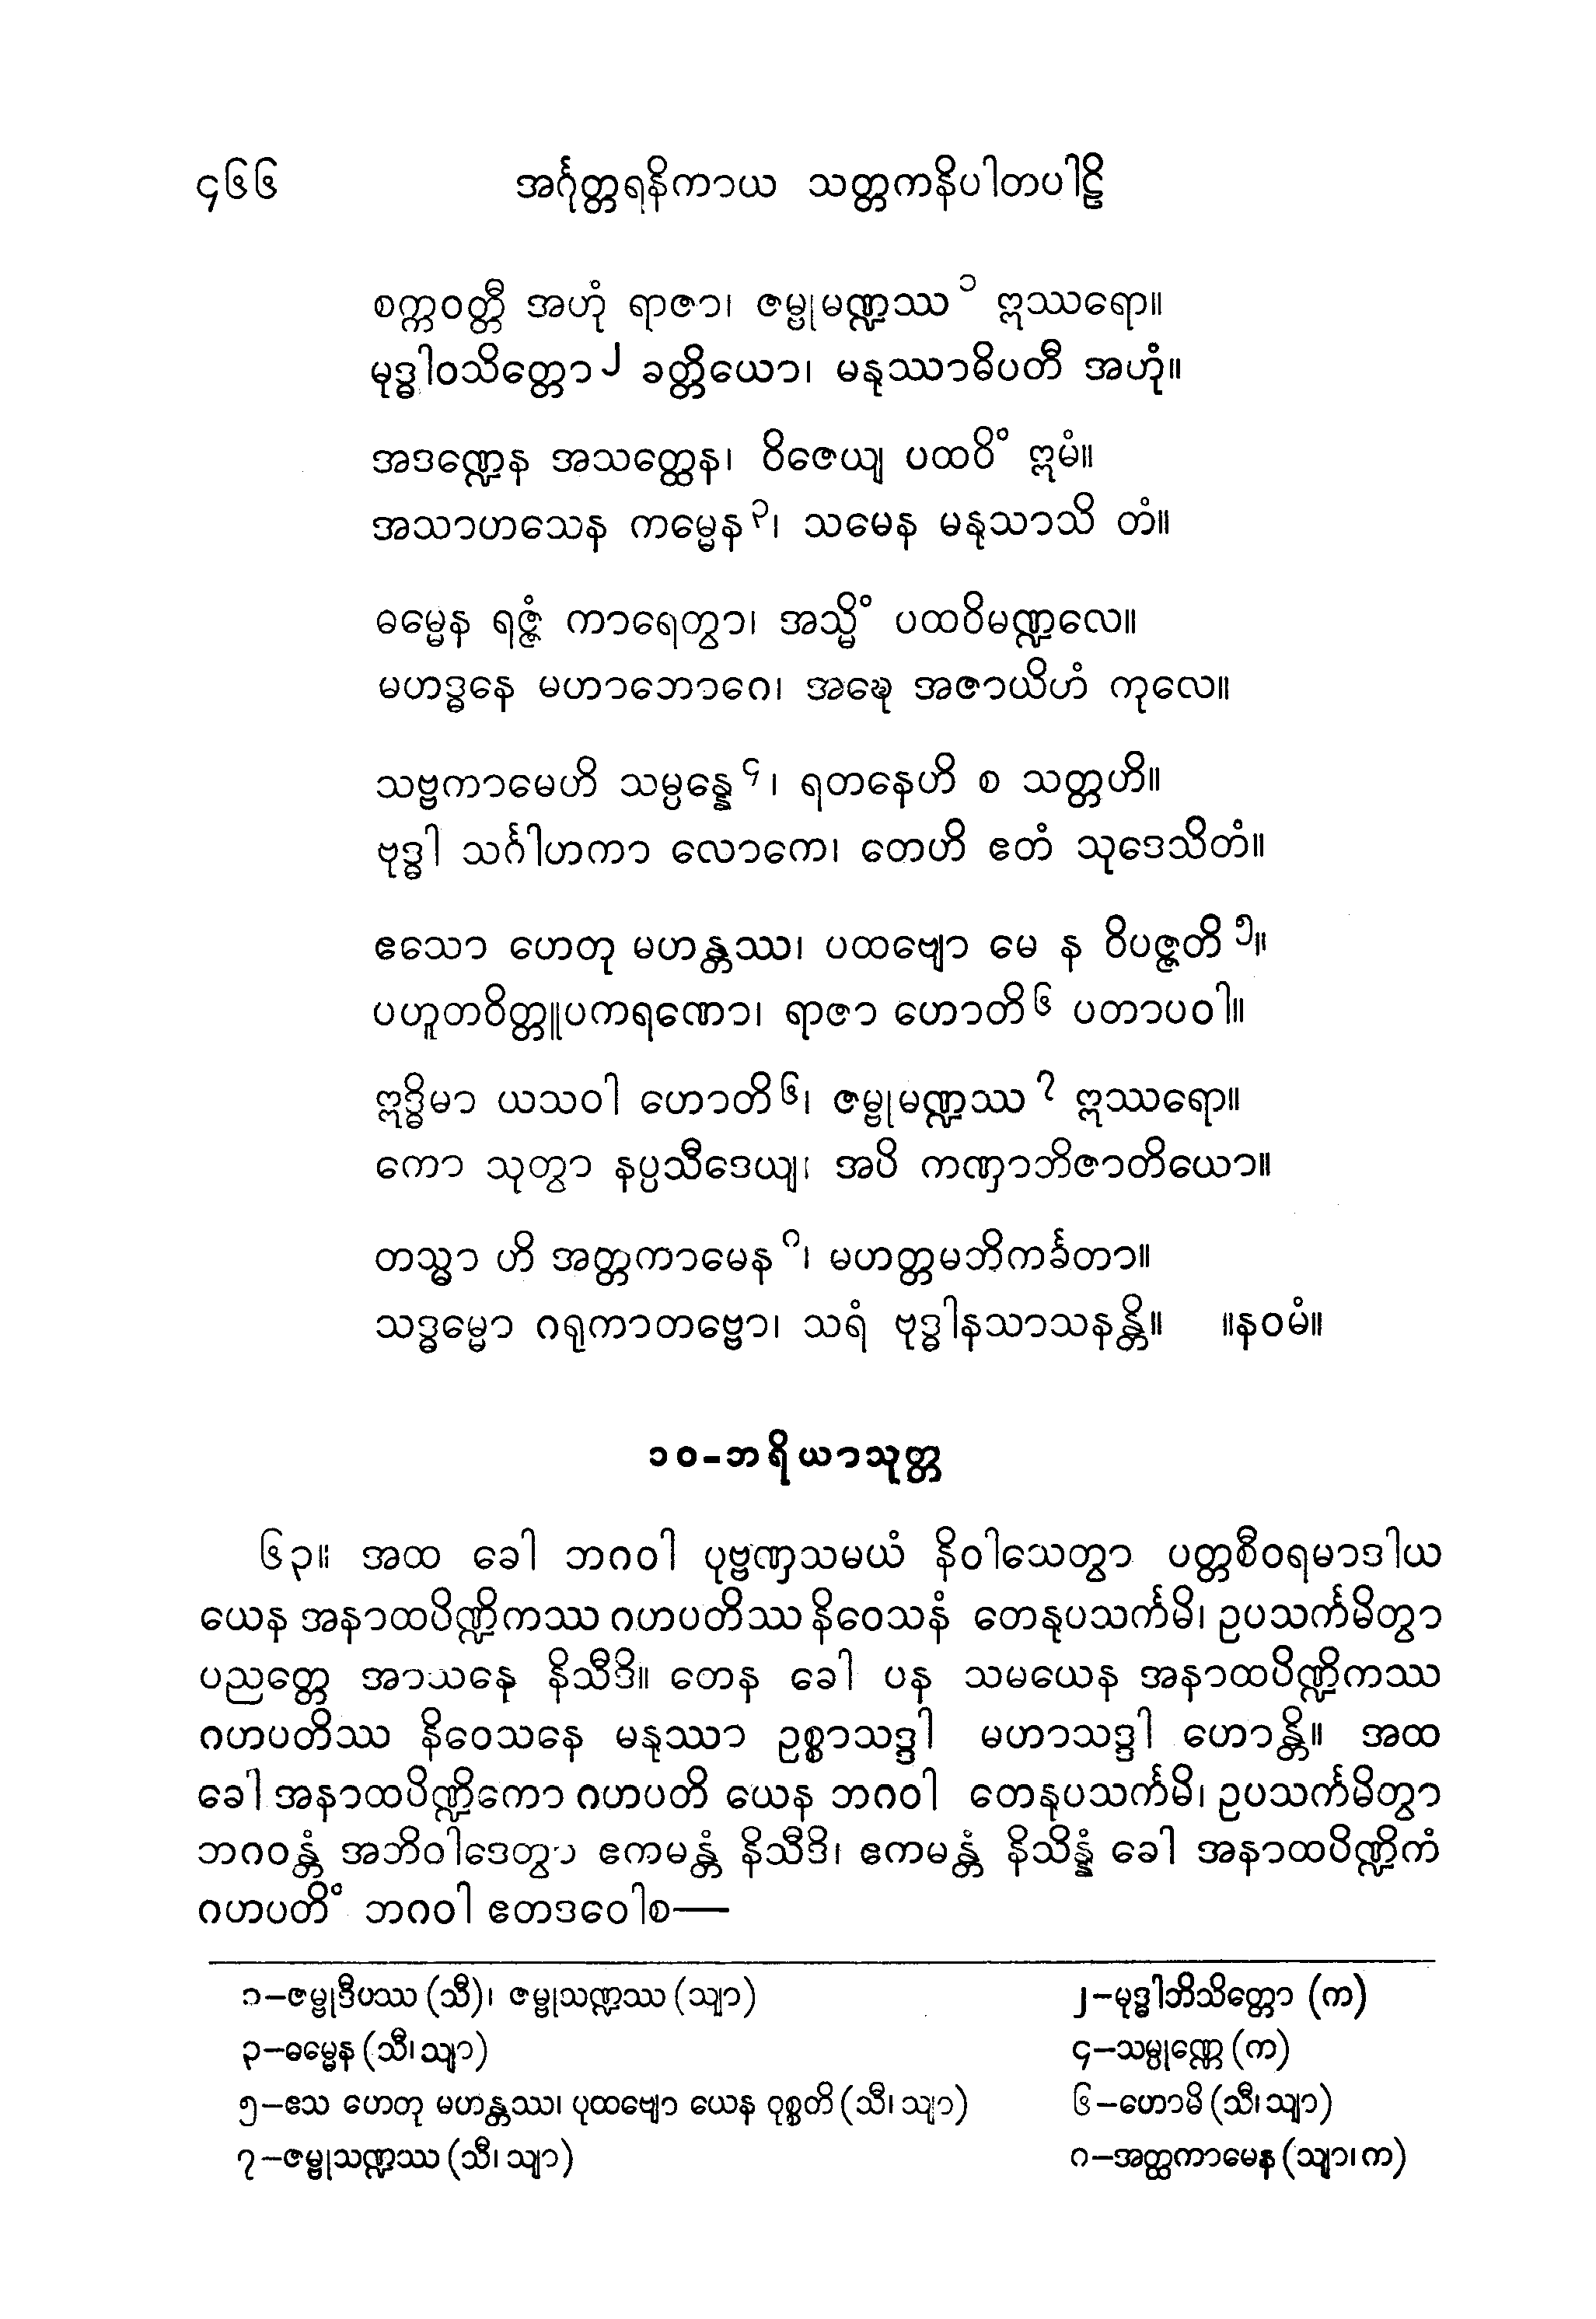 ၄၆၆ အင်္ဂုတ္တရနိကာယ သတ္တကနိပါတပါဠိ
စက္ကဝတ္တီ အဟုံ ရာဇာ၊ ဇမ္ဗုမဏ္ဍဿ ၁ ဣဿရော။
မုဒ္ဓါဝသိတ္တော ၂ ခတ္တိယော၊ မနုဿာဓိပတီ အဟုံ။
အဒဏ္ဍေန အသတ္ထေန၊ ဝိဇေယျ ပထဝိံ ဣမံ။
အသာဟသေန ကမ္မေန ၃၊ သမေန မနုသာသိ တံ။
ဓမ္မေန ရဇ္ဇံ ကာရေတွာ၊ အသ္မိံ ပထဝိမဏ္ဍလေ။
မဟဒ္ဓနေ မဟာဘောဂေ၊ အဍ္ဎေ အဇာယိဟံ ကုလေ။
သဗ္ဗကာမေဟိ သမ္ပန္နေ ၄၊ ရတနေဟိ စ သတ္တဟိ။
ဗုဒ္ဓါ သင်္ဂါဟကာ လောကေ၊ တေဟိ ဧတံ သုဒေသိတံ။
ဧသော ဟေတု မဟန္တဿ၊ ပထဗျော မေ န ဝိပဇ္ဇတိ ၅။
ပဟူတဝိတ္တူပကရဏော၊ ရာဇာ ဟောတိ ၆ ပတာပဝါ။
ဣဒ္ဓိမာ ယသဝါ ဟောတိ ၆၊ ဇမ္ဗုမဏ္ဍဿ ၇ ဣဿရော။
ကော သုတွာ နပ္ပသီဒေယျ၊ အပိ ကဏှာဘိဇာတိယော။
တသ္မာ ဟိ အတ္တကာမေန ၈၊ မဟတ္တမဘိကင်္ခတာ။
သဒ္ဓမ္မော ဂရုကာတဗ္ဗော၊ သရံ ဗုဒ္ဓါနသာသနန္တိ။ ။နဝမံ။
၁၀-ဘရိယာသုတ္တ
၆၃။ အထ ခေါ ဘဂဝါ ပုဗ္ဗဏှသမယံ နိဝါသေတွာ ပတ္တစီဝရမာဒါယ
ယေန အနာထပိဏ္ဍိကဿ ဂဟပတိဿ နိဝေသနံ တေနုပသင်္ကမိ၊ ဥပသင်္ကမိတွာ
ပညတ္တေ အာသနေ နိသီဒိ။ တေန ခေါ ပန သမယေန အနာထပိဏ္ဍိကဿ
ဂဟပတိဿ နိဝေသနေ မနုဿာ ဥစ္စာသဒ္ဒါ မဟာသဒ္ဒါ ဟောန္တိ။ အထ
ခေါ အနာထပိဏ္ဍိကော ဂဟပတိ ယေန ဘဂဝါ တေနုပသင်္ကမိ၊ ဥပသင်္ကမိတွာ
ဘဂဝန္တံ အဘိဝါဒေတွာ ဧကမန္တံ နိသီဒိ၊ ဧကမန္တံ နိသိန္နံ ခေါ အနာထပိဏ္ဍိကံ
ဂဟပတိံ ဘဂဝါ ဧတဒဝေါစ—
၁-ဇမ္ဗုဒီပဿ (သီ)၊ ဇမ္ဗုသဏ္ဍဿ (သျာ) ၂-မုဒ္ဓါဘိသိတ္တော (က)
၃-ဓမ္မေန (သီ၊ သျာ) ၄-သမ္ပုဏ္ဏေ (က)
၅-ဧသ ဟေတု မဟန္တဿ၊ ပုထဗျော ယေန ဝုစ္စတိ (သီ၊ သျာ) ၆-ဟောမိ (သီ၊ သျာ)
၇-ဇမ္ဗုသဏ္ဍဿ (သီ၊ သျာ) ၈-အတ္ထကာမေန (သျာ၊ က)